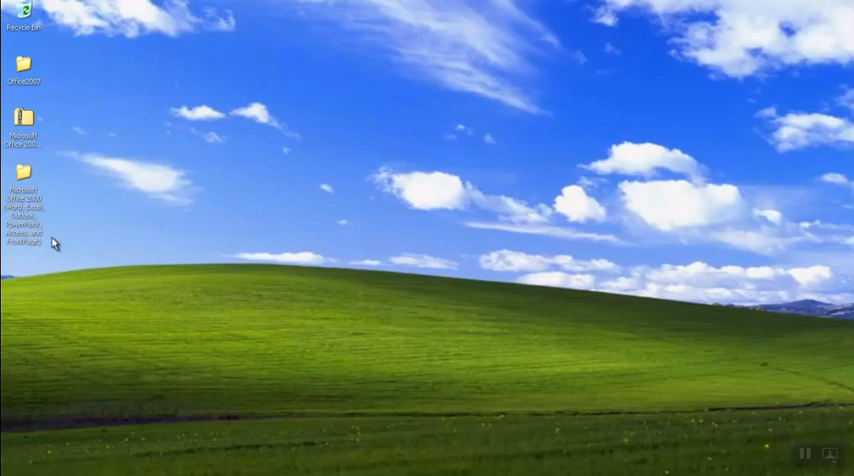 Recycle Bin
Office2007
Microsoft
Office 200...
Microsoft
Office 2000
(Word, Excel,
Outlook,
PowerPoint,
Access, and
FrontPage)